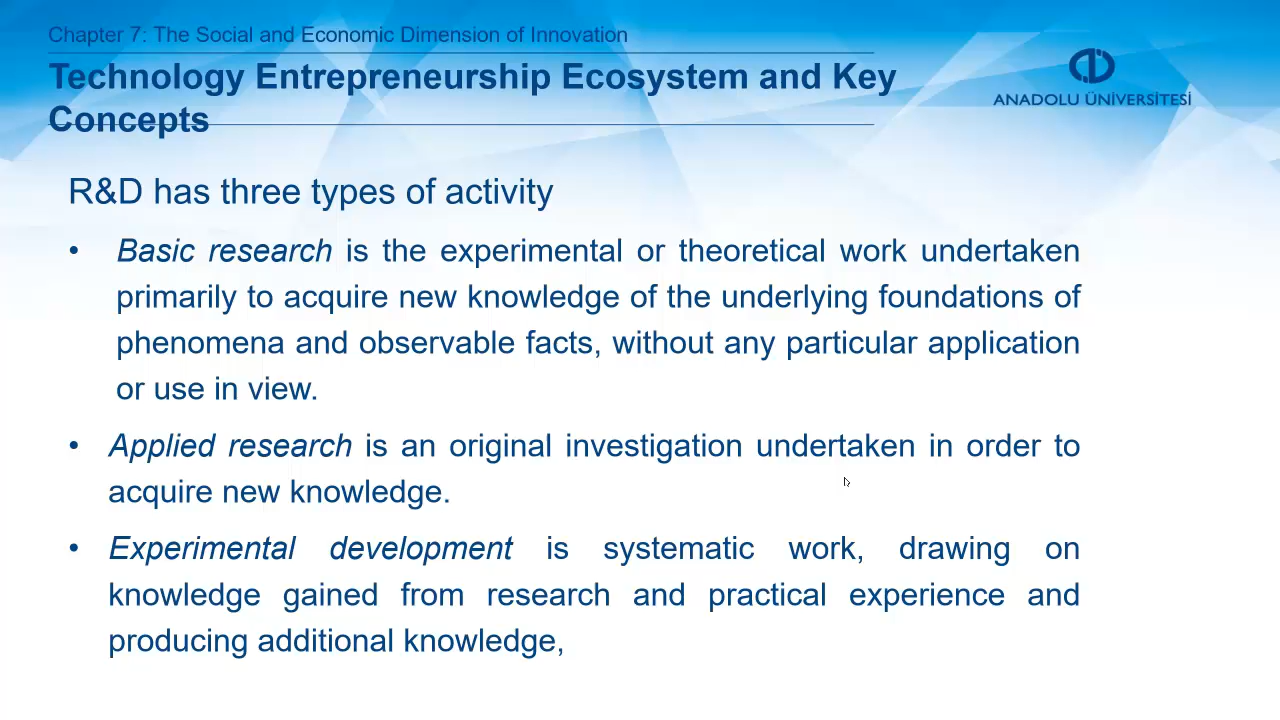 Chapter 7: The Social and Economic Dimension of Innovation
Technology Entrepreneurship Ecosystem and Key
Concepts
ANADOLU ÜNİVERSİTESİ
R&D has three types of activity
• Basic research is the experimental or theoretical work undertaken
primarily to acquire new knowledge of the underlying foundations of
phenomena and observable facts, without any particular application
or use in view.
• Applied research is an original investigation undertaken in order to
acquire new knowledge.
• Experimental development is systematic work, drawing on
knowledge gained from research and practical experience and
producing additional knowledge,